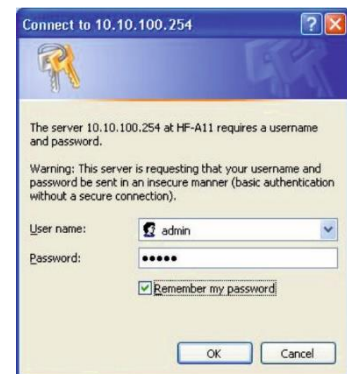 Connect to 10.10.100.254
The server 10.10.100.254 at HF-A11 requires a username
and password.
Warning: This server is requesting that your username and
password be sent in an insecure manner (basic authentication
without a secure connection).
User name:
admin
Password:
•••••
Remember my password
OK
Cancel